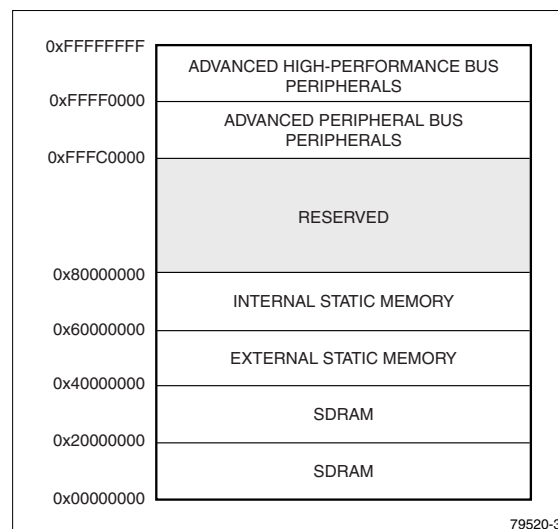 0xFFFFFFFF
ADVANCED HIGH-PERFORMANCE BUS
PERIPHERALS
0xFFFF0000
ADVANCED PERIPHERAL BUS
PERIPHERALS
0xFFFC0000
RESERVED
0x80000000
INTERNAL STATIC MEMORY
0x60000000
EXTERNAL STATIC MEMORY
0x40000000
SDRAM
0x20000000
SDRAM
0x00000000